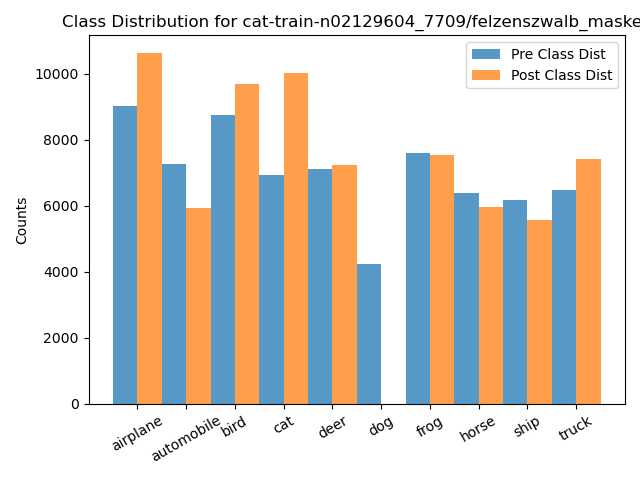 Class Distribution for cat-train-n02129604_7709/felzenszwalb_maske
Pre Class Dist
Post Class Dist
Counts
10000
8000
6000
4000
2000
0
airplane
automobile
bird
cat
deer
dog
frog
horse
ship
truck